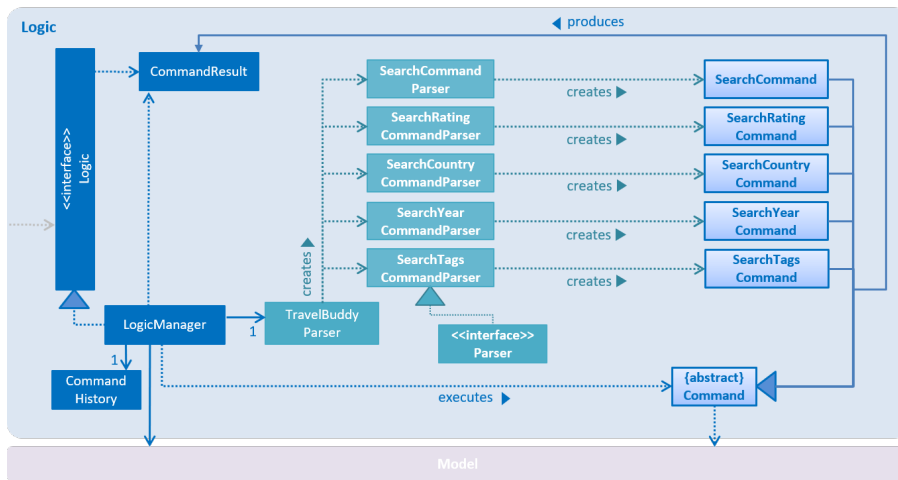 Logic
◀ produces
<<interface>>
Logic
CommandResult
SearchCommand
Parser
creates ▶
SearchCommand
SearchRating
CommandParser
creates ▶
SearchRating
Command
SearchCountry
CommandParser
creates ▶
SearchCountry
Command
SearchYear
CommandParser
creates ▶
SearchYear
Command
SearchTags
CommandParser
creates ▶
SearchTags
Command
creates ▶
LogicManager
1
TravelBuddy
Parser
<<interface>>
Parser
1
Command
History
executes ▶
{abstract}
Command
Model